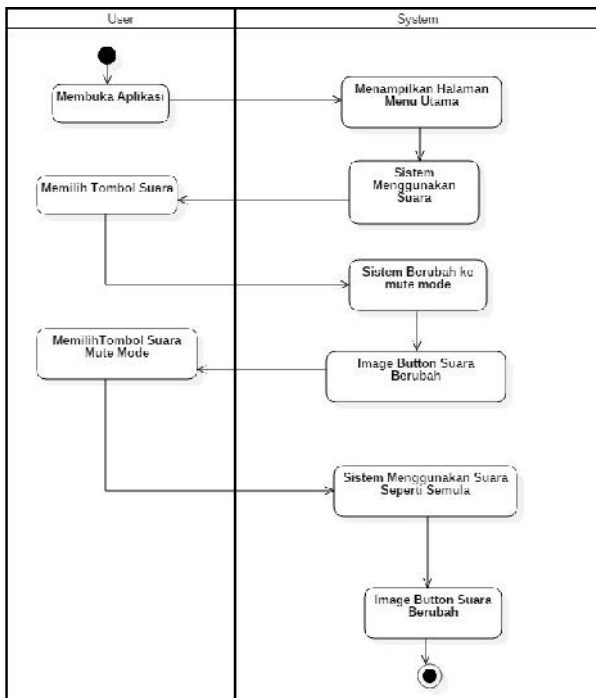 User
System
Membuka Aplikasi
Menampilkan Halaman
Menu Utama
Sistem
Menggunakan
Suara
Memilih Tombol Suara
Sistem Berubah ke
mute mode
MemilihTombol Suara
Mute Mode
Image Button Suara
Berubah
Sistem Menggunakan Suara
Seperti Semula
Image Button Suara
Berubah